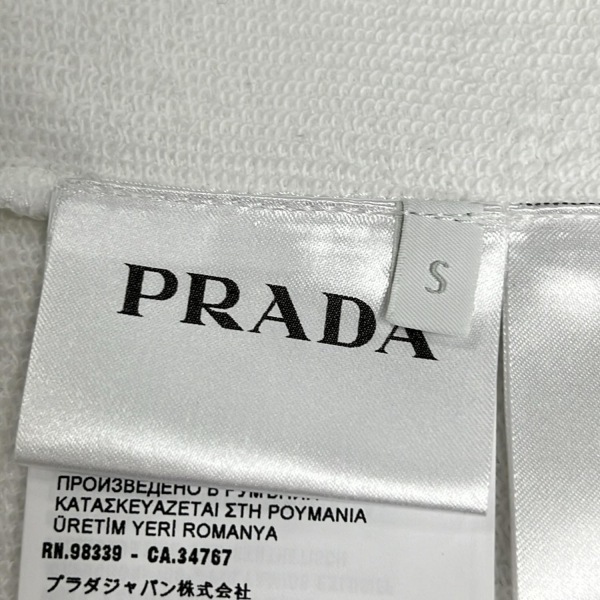 PRADA
S
ПРОИЗВЕДЕНО В РУМЪНИЯ
ΚΑΤΑΣΚΕΥΑΖΕΤΑΙ ΣΤΗ ΡΟΥΜΑΝΙΑ
ÜRETİM YERİ ROMANYA
RN.98339 - CA.34767
プラダジャパン株式会社